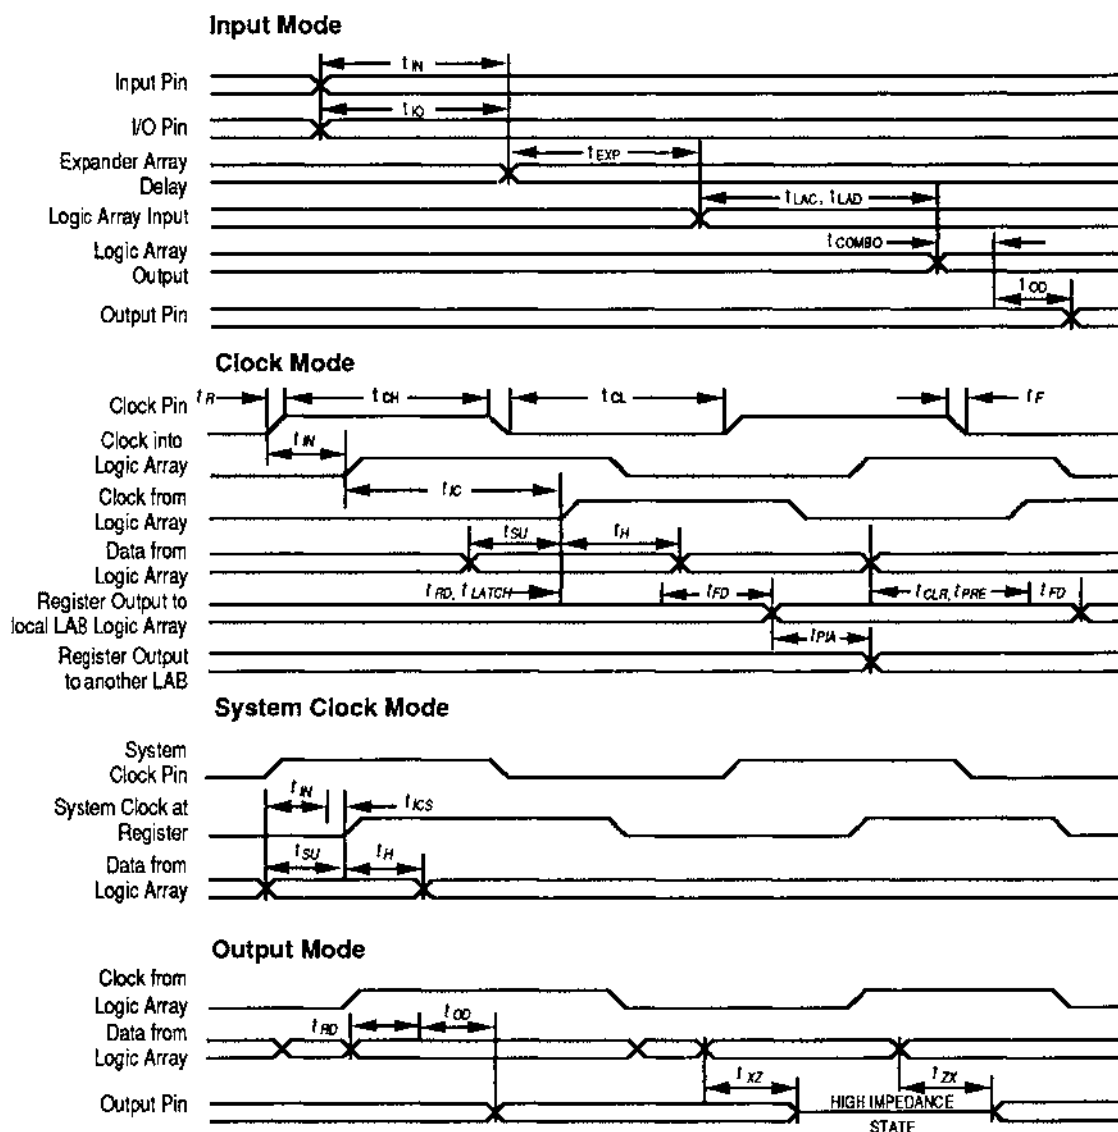 Input Mode
Input Pin
t IN
I/O Pin
t IO
Expander Array
Delay
t EXP
Logic Array Input
t LAC, t LAD
Logic Array
Output
t COMBO
t OD
Output Pin
Clock Mode
Clock Pin
t R
t CH
t CL
t F
Clock into
Logic Array
t IN
Clock from
Logic Array
t IC
Data from
Logic Array
t SU
t H
Register Output to
local LAB Logic Array
t RD, t LATCH
t FD
t CLR, t PRE
t FD
Register Output
to another LAB
t PIA
System Clock Mode
System
Clock Pin
System Clock at
Register
t IN
t ICS
Data from
Logic Array
t SU
t H
Output Mode
Clock from
Logic Array
Data from
Logic Array
t RD
t OD
Output Pin
t XZ
t ZX
HIGH IMPEDANCE
STATE